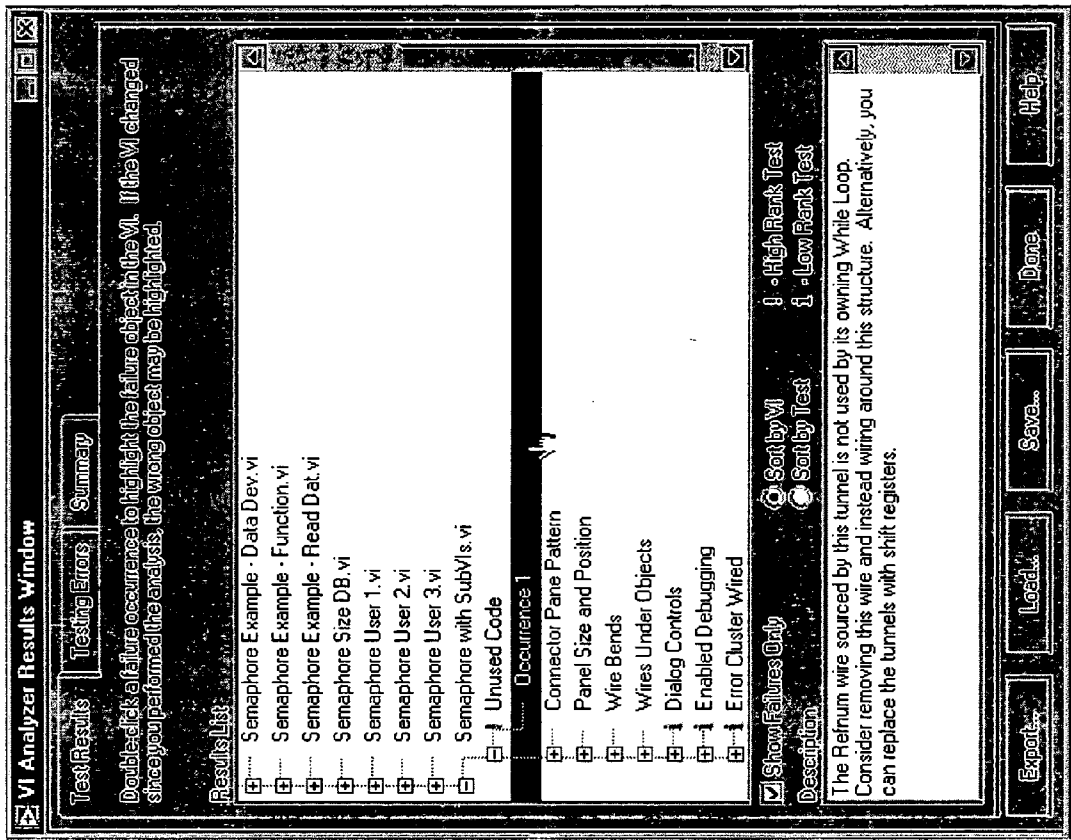 VI Analyzer Results Window
Test Results
Testing Errors
Summary
Double-click a failure occurrence to highlight the failure object in the VI. If the VI changed
since you performed the analysis, the wrong object may be highlighted.
Results List
Semaphore Example - Data Dev.vi
Semaphore Example - Function.vi
Semaphore Example - Read Dat.vi
Semaphore Size DB.vi
Semaphore User 1.vi
Semaphore User 2.vi
Semaphore User 3.vi
Semaphore with SubVIs.vi
i Unused Code
Occurrence 1
Connector Pane Pattern
Panel Size and Position
Wire Bends
Wires Under Objects
i Dialog Controls
i Enabled Debugging
i Error Cluster Wired
Show Failures Only
Sort by VI
Sort by Test
! - High Rank Test
i - Low Rank Test
Description
The Refnum wire sourced by this tunnel is not used by its owning While Loop.
Consider removing this wire and instead wiring around this structure. Alternatively, you
can replace the tunnels with shift registers.
Export...
Load...
Save...
Done
Help